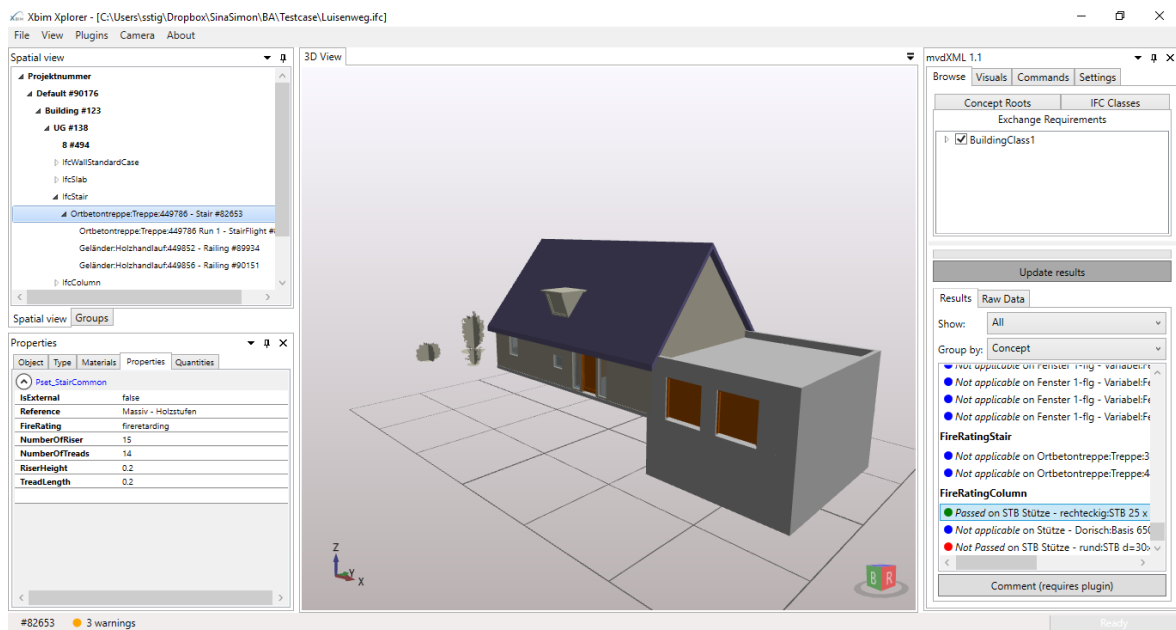 Xbim Xplorer - [C:\Users\sstig\Dropbox\SinaSimon\BA\Testcase\Luisenweg.ifc]
File View Plugins Camera About
Spatial view
Projektnummer
Default #90176
Building #123
UG #138
8 #494
IfcWallStandardCase
IfcSlab
IfcStair
Ortbetontreppe:Treppe:449786 - Stair #82653
Ortbetontreppe:Treppe:449786 Run 1 - StairFlight #
Geländer:Holzhandlauf:449852 - Railing #89934
Geländer:Holzhandlauf:449856 - Railing #90151
IfcColumn
Spatial view Groups
Properties
Object Type Materials Properties Quantities
Pset_StairCommon
IsExternal false
Reference Massiv - Holzstufen
FireRating fireretarding
NumberOfRiser 15
NumberOfTreads 14
RiserHeight 0.2
TreadLength 0.2
3D View
Z
Y
X
B R
mvdXML 1.1
Browse Visuals Commands Settings
Concept Roots IFC Classes
Exchange Requirements
BuildingClass1
Update results
Results Raw Data
Show: All
Group by: Concept
Not applicable on Fenster 1-flg - Variabel:Fe
Not applicable on Fenster 1-flg - Variabel:Fe
Not applicable on Fenster 1-flg - Variabel:Fe
Not applicable on Fenster 1-flg - Variabel:Fe
FireRatingStair
Not applicable on Ortbetontreppe:Treppe:3
Not applicable on Ortbetontreppe:Treppe:4
FireRatingColumn
Passed on STB Stütze - rechteckig:STB 25 x
Not applicable on Stütze - Dorisch:Basis 650
Not Passed on STB Stütze - rund:STB d=30:
Comment (requires plugin)
#82653 3 warnings
Ready